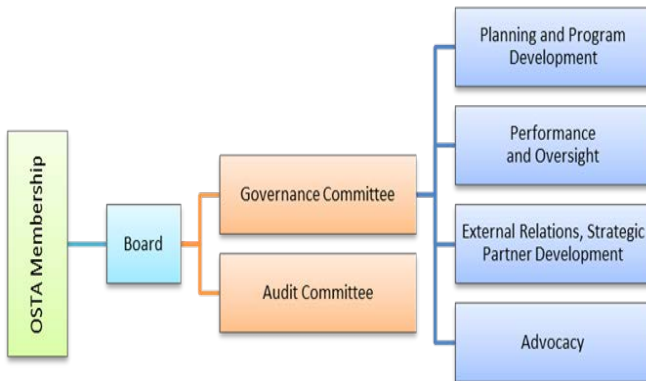 OSTA Membership
Board
Governance Committee
Audit Committee
Planning and Program
Development
Performance
and Oversight
External Relations, Strategic
Partner Development
Advocacy